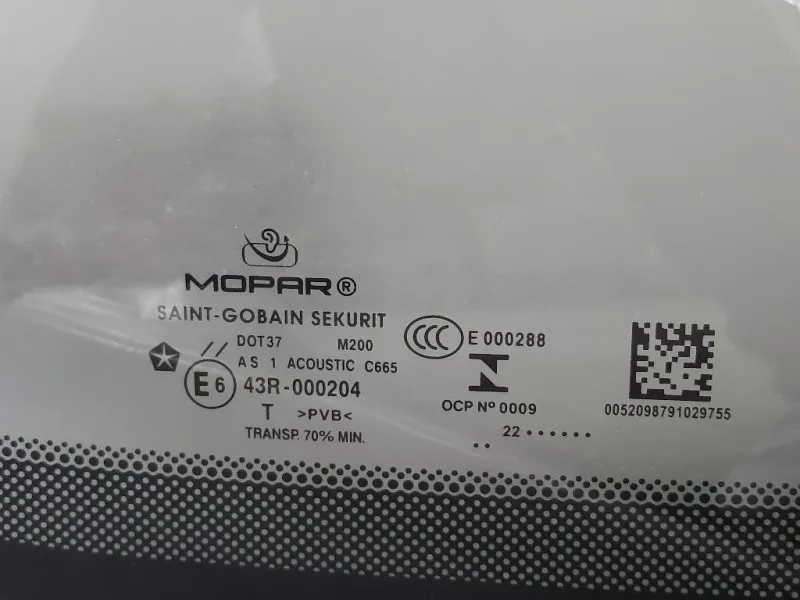 MOPAR®
SAINT-GOBAIN SEKURIT
DOT37 M200
AS 1 ACOUSTIC C665
E6 43R-000204
T >PVB<
TRANSP. 70% MIN.
CCC E 000288
N
OCP Nº 0009
22 ······
··
0052098791029755